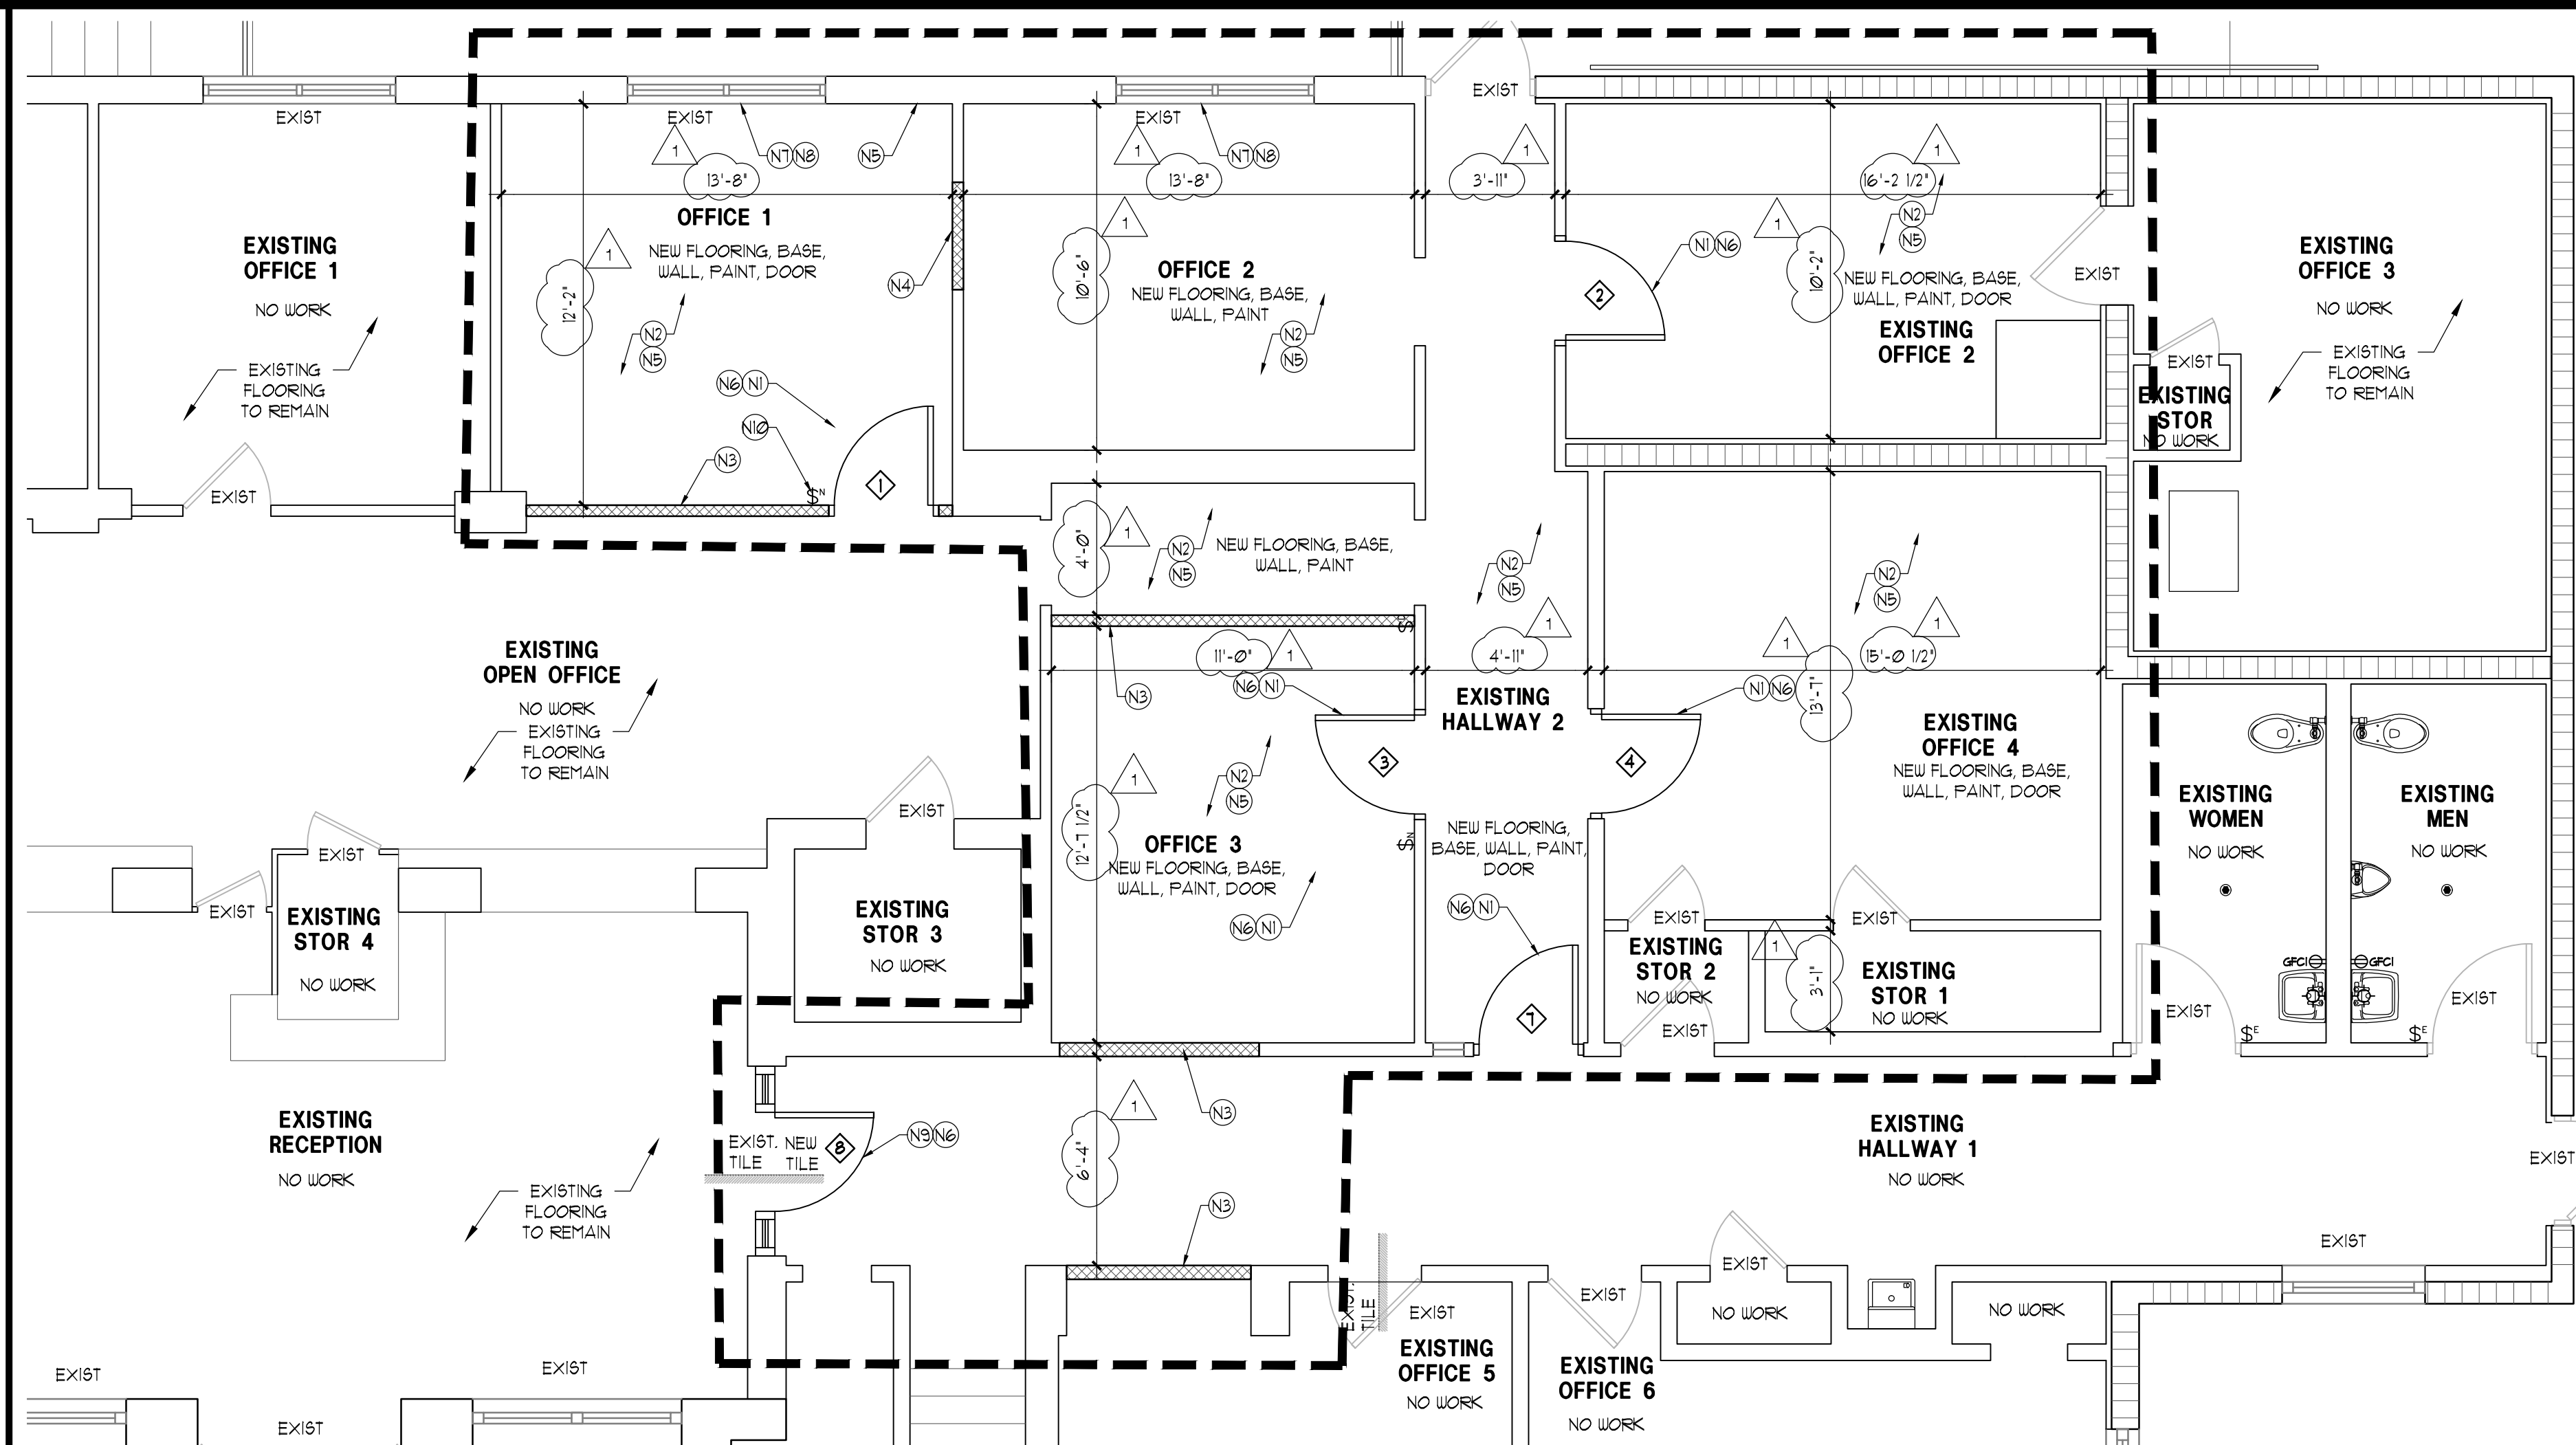 EXIST
EXIST
EXIST
EXIST
1
N7 N8
N5
13'-8"
1
N7 N8
13'-8"
1
3'-11"
1
16'-2 1/2"
N2
N5
OFFICE 1
NEW FLOORING, BASE,
WALL, PAINT, DOOR
1
12'-2"
N2
N5
N4
N6 N1
N10
$N
N3
1
1
10'-6"
OFFICE 2
NEW FLOORING, BASE,
WALL, PAINT
N2
N5
N1 N6
2
1
10'-2"
NEW FLOORING, BASE,
WALL, PAINT, DOOR
EXISTING
OFFICE 2
EXIST
EXISTING
OFFICE 1
NO WORK
EXISTING
FLOORING
TO REMAIN
EXIST
EXISTING
OFFICE 3
NO WORK
EXISTING
FLOORING
TO REMAIN
EXIST
EXISTING
STOR
NO WORK
1
4'-0"
N2
N5
NEW FLOORING, BASE,
WALL, PAINT
N2
N5
N2
N5
$E
EXISTING
OPEN OFFICE
NO WORK
EXISTING
FLOORING
TO REMAIN
N3
11'-0"
1
N6 N1
4'-11"
1
EXISTING
HALLWAY 2
N1 N6
1
13'-7"
15'-0 1/2"
1
EXISTING
OFFICE 4
NEW FLOORING, BASE,
WALL, PAINT, DOOR
3
4
1
12'-7 1/2"
N2
N5
OFFICE 3
NEW FLOORING, BASE,
WALL, PAINT, DOOR
N6 N1
$N
NEW FLOORING,
BASE, WALL, PAINT,
DOOR
N6 N1
7
EXISTING
WOMEN
NO WORK
EXISTING
MEN
NO WORK
GFCI
GFCI
EXIST
EXIST
$E
$E
EXIST
EXIST
EXISTING
STOR 4
NO WORK
EXIST
EXISTING
STOR 3
NO WORK
EXIST
EXISTING
STOR 2
NO WORK
EXIST
EXIST
1
3'-1"
EXISTING
STOR 1
NO WORK
EXISTING
RECEPTION
NO WORK
EXISTING
FLOORING
TO REMAIN
EXIST.
TILE
NEW
TILE
8
N9 N6
1
6'-4"
N3
N3
EXISTING
HALLWAY 1
NO WORK
EXIST
EXIST
EXIST
EXIST
EXIST
EXIST.
TILE
EXIST
EXISTING
OFFICE 5
NO WORK
EXIST
EXISTING
OFFICE 6
NO WORK
EXIST
NO WORK
NO WORK